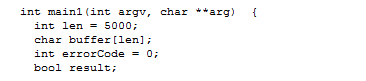 int main1(int argv, char **arg)  {
  int len = 5000;
  char buffer[len];
  int errorCode = 0;
  bool result;